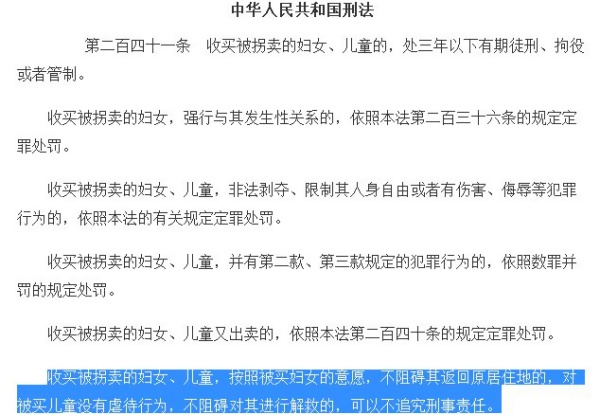 中华人民共和国刑法
第二百四十一条　收买被拐卖的妇女、儿童的，处三年以下有期徒刑、拘役
或者管制。
收买被拐卖的妇女，强行与其发生性关系的，依照本法第二百三十六条的规定定
罪处罚。
收买被拐卖的妇女、儿童，非法剥夺、限制其人身自由或者有伤害、侮辱等犯罪
行为的，依照本法的有关规定定罪处罚。
收买被拐卖的妇女、儿童，并有第二款、第三款规定的犯罪行为的，依照数罪并
罚的规定处罚。
收买被拐卖的妇女、儿童又出卖的，依照本法第二百四十条的规定定罪处罚。
收买被拐卖的妇女、儿童，按照被买妇女的意愿，不阻碍其返回原居住地的，对
被买儿童没有虐待行为，不阻碍对其进行解救的，可以不追究刑事责任。